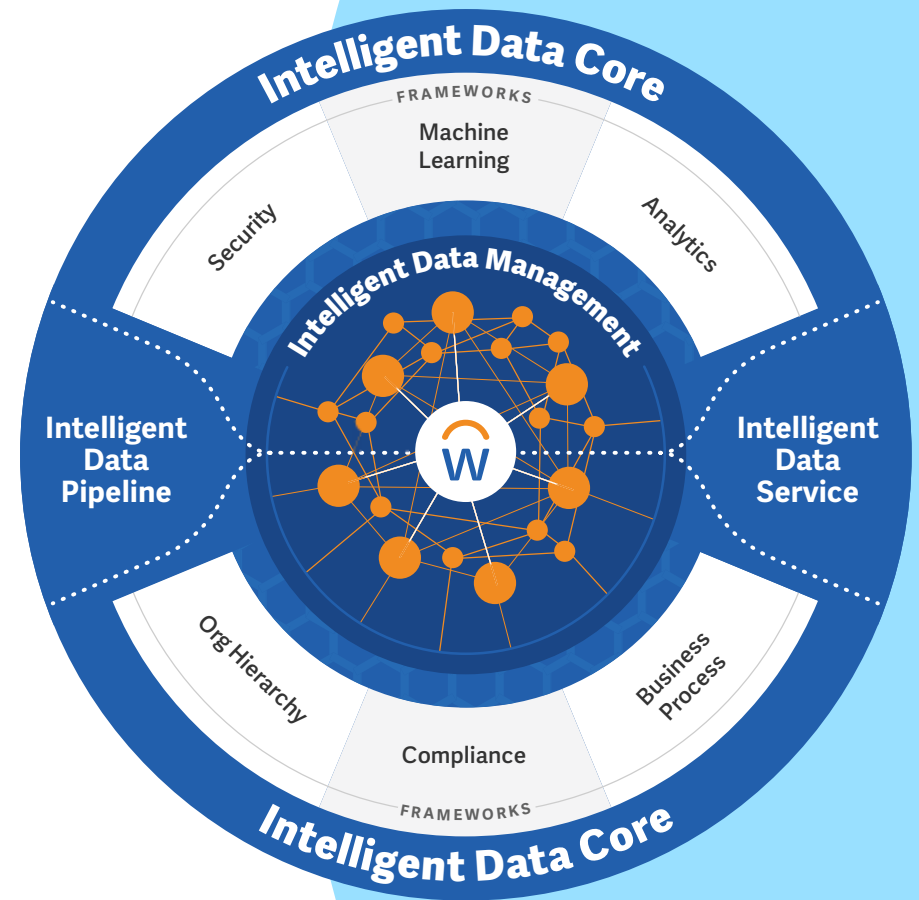 Intelligent Data Core
FRAMEWORKS
Machine
Learning
Security
Analytics
Intelligent Data Management
Intelligent
Data
Pipeline
W
Intelligent
Data
Service
Org Hierarchy
Business
Process
Compliance
FRAMEWORKS
Intelligent Data Core